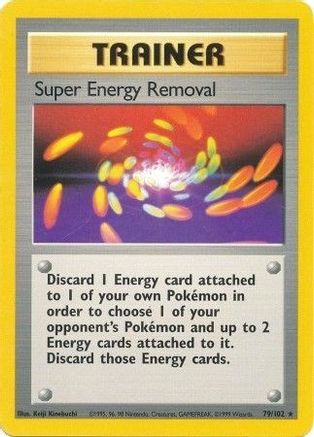 TRAINER
Super Energy Removal
Discard 1 Energy card attached
to 1 of your own Pokémon in
order to choose 1 of your
opponent's Pokémon and up to 2
Energy cards attached to it.
Discard those Energy cards.
Illus. Keiji Kinebuchi ©1995, 96, 98 Nintendo, Creatures, GAMEFREAK. ©1999 Wizards. 79/102 ★